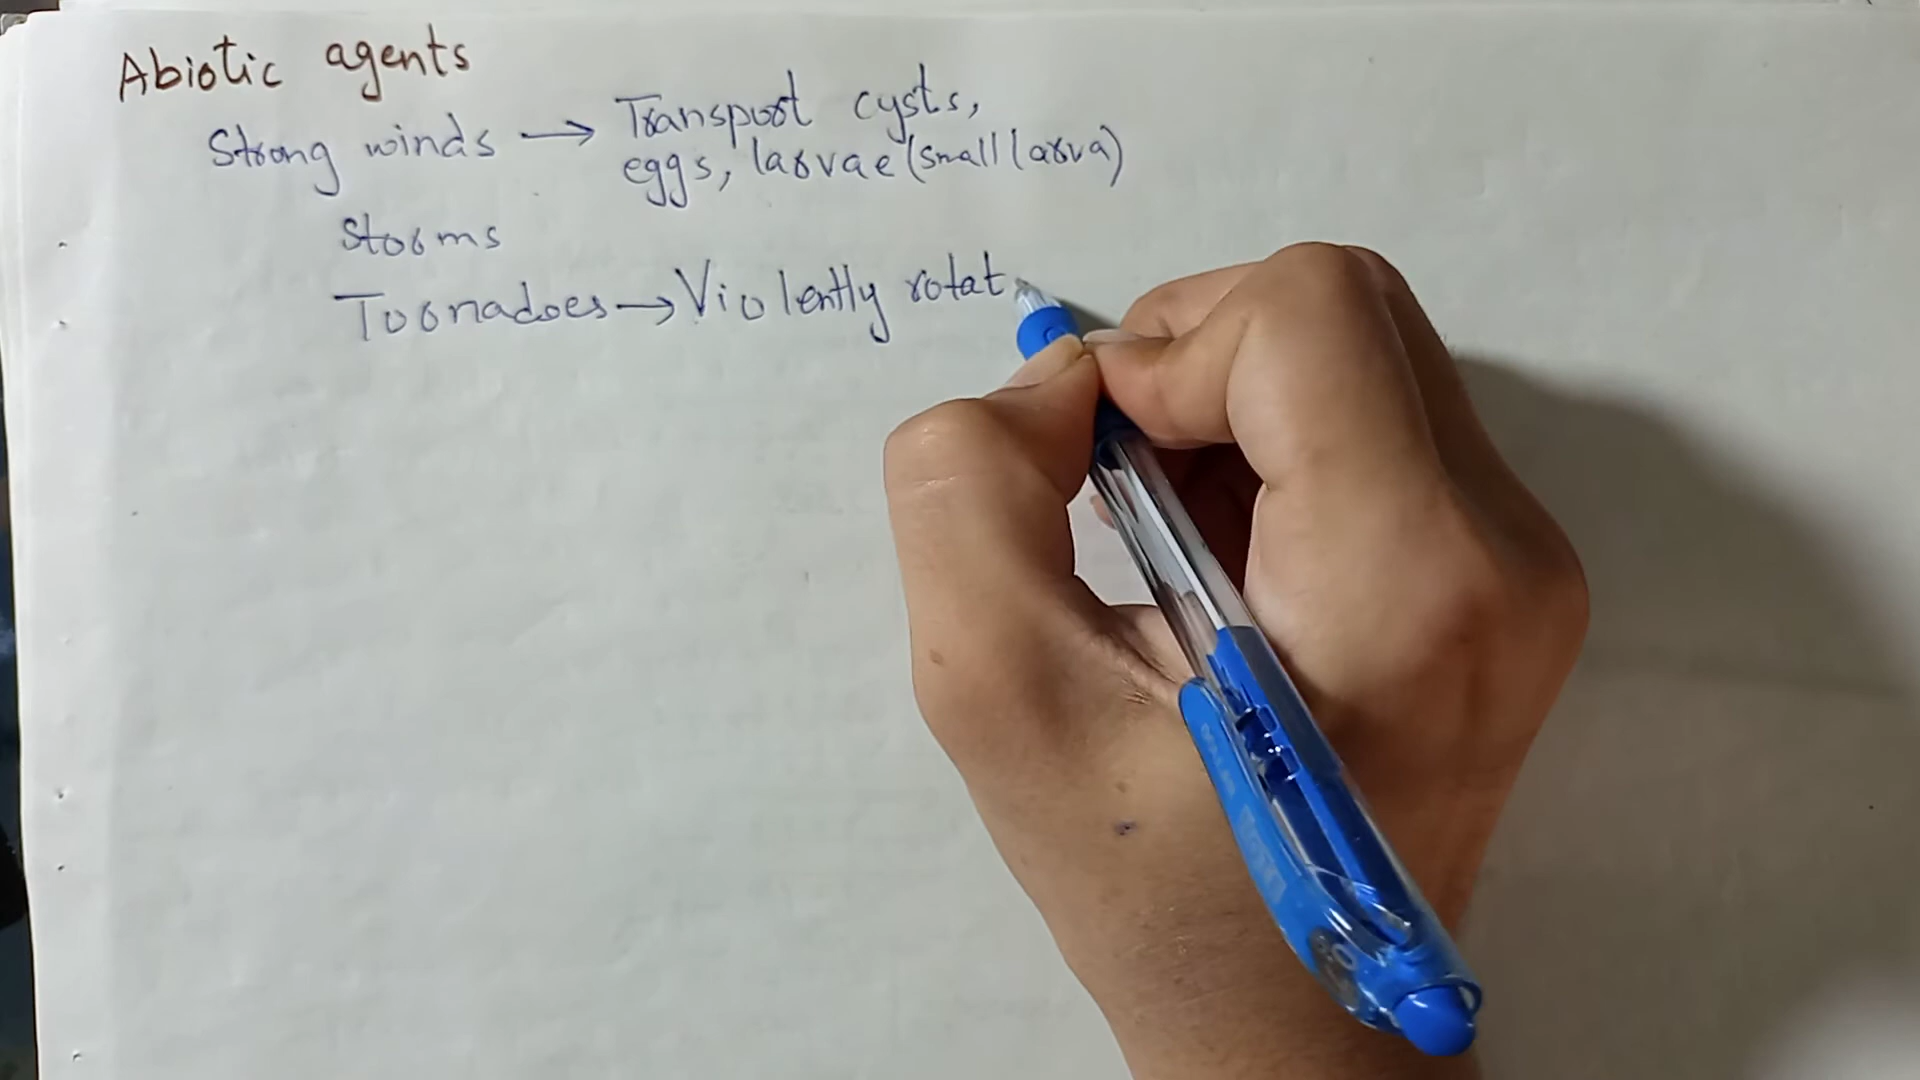 Abiotic agents
Strong winds → Transport cysts,
eggs, larvae (small larva)
Storms
Tornadoes → Violently rotat